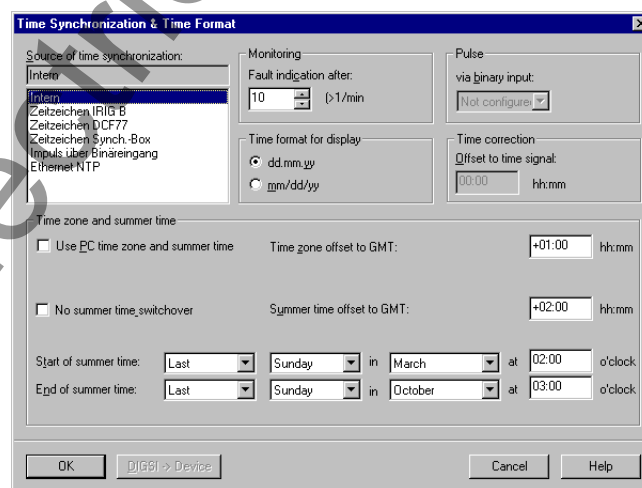 Time Synchronization & Time Format
Source of time synchronization:
Intern
Intern
Zeitzeichen IRIG B
Zeitzeichen DCF77
Zeitzeichen Synch.-Box
Impuls über Binäreingang
Ethernet NTP
Monitoring
Fault indication after:
10 (>1/min
Time format for display
dd.mm.yy
mm/dd/yy
Pulse
via binary input:
Not configured
Time correction
Offset to time signal:
00:00 hh:mm
Time zone and summer time
Use PC time zone and summer time
Time zone offset to GMT: +01:00 hh:mm
No summer time switchover
Summer time offset to GMT: +02:00 hh:mm
Start of summer time: Last Sunday in March at 02:00 o'clock
End of summer time: Last Sunday in October at 03:00 o'clock
OK DIGSI -> Device Cancel Help
ectric